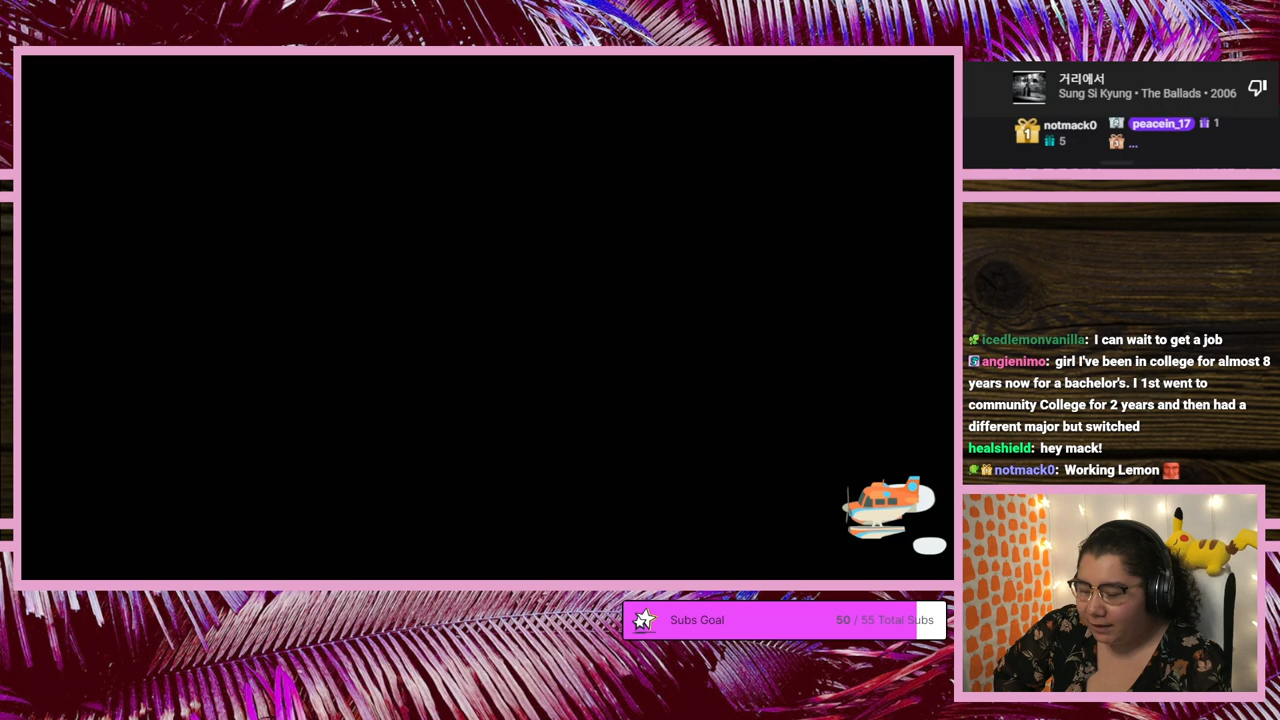 거리에서
Sung Si Kyung • The Ballads • 2006
1 notmack0
5
2 peacein_17 1
3 ...
icedlemonvanilla: I can wait to get a job
angienimo: girl I've been in college for almost 8
years now for a bachelor's. I 1st went to
community College for 2 years and then had a
different major but switched
healshield: hey mack!
notmack0: Working Lemon
Subs Goal 50 / 55 Total Subs